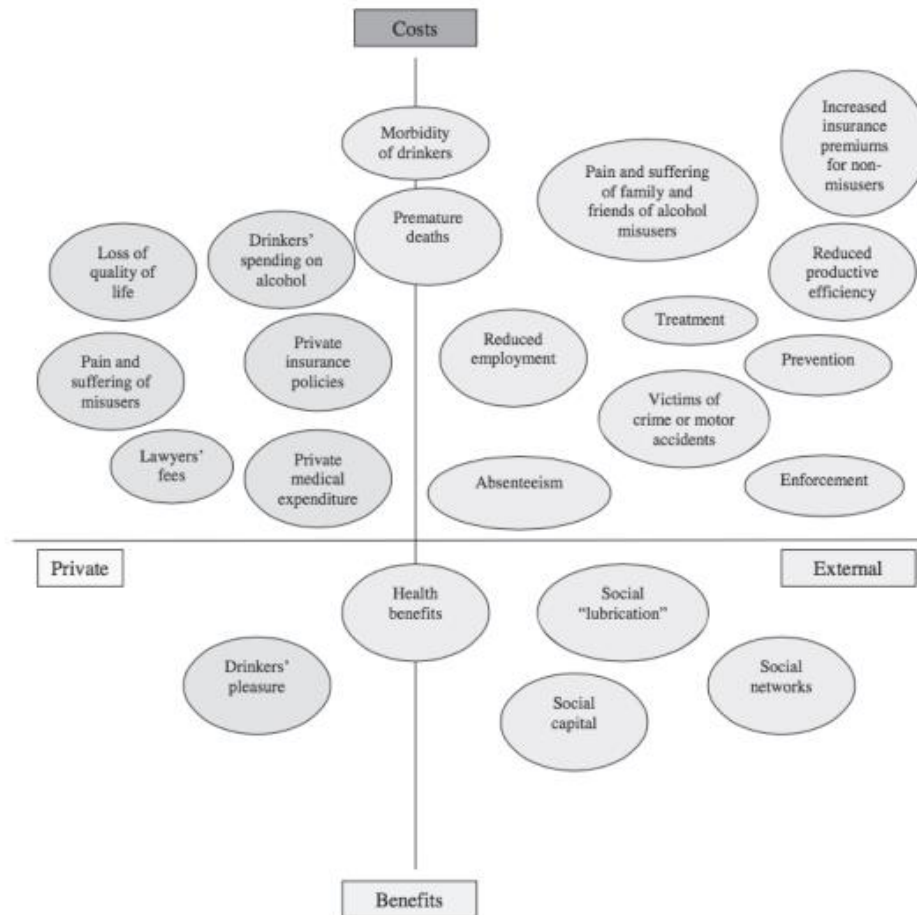 Costs
Morbidity
of drinkers
Increased
insurance
premiums
for non-
misusers
Pain and suffering
of family and
friends of alcohol
misusers
Premature
deaths
Drinkers'
spending on
alcohol
Loss of
quality of
life
Reduced
productive
efficiency
Treatment
Reduced
employment
Private
insurance
policies
Pain and
suffering of
misusers
Prevention
Victims of
crime or motor
accidents
Lawyers'
fees
Private
medical
expenditure
Absenteeism
Enforcement
Private
External
Health
benefits
Social
"lubrication"
Drinkers'
pleasure
Social
networks
Social
capital
Benefits